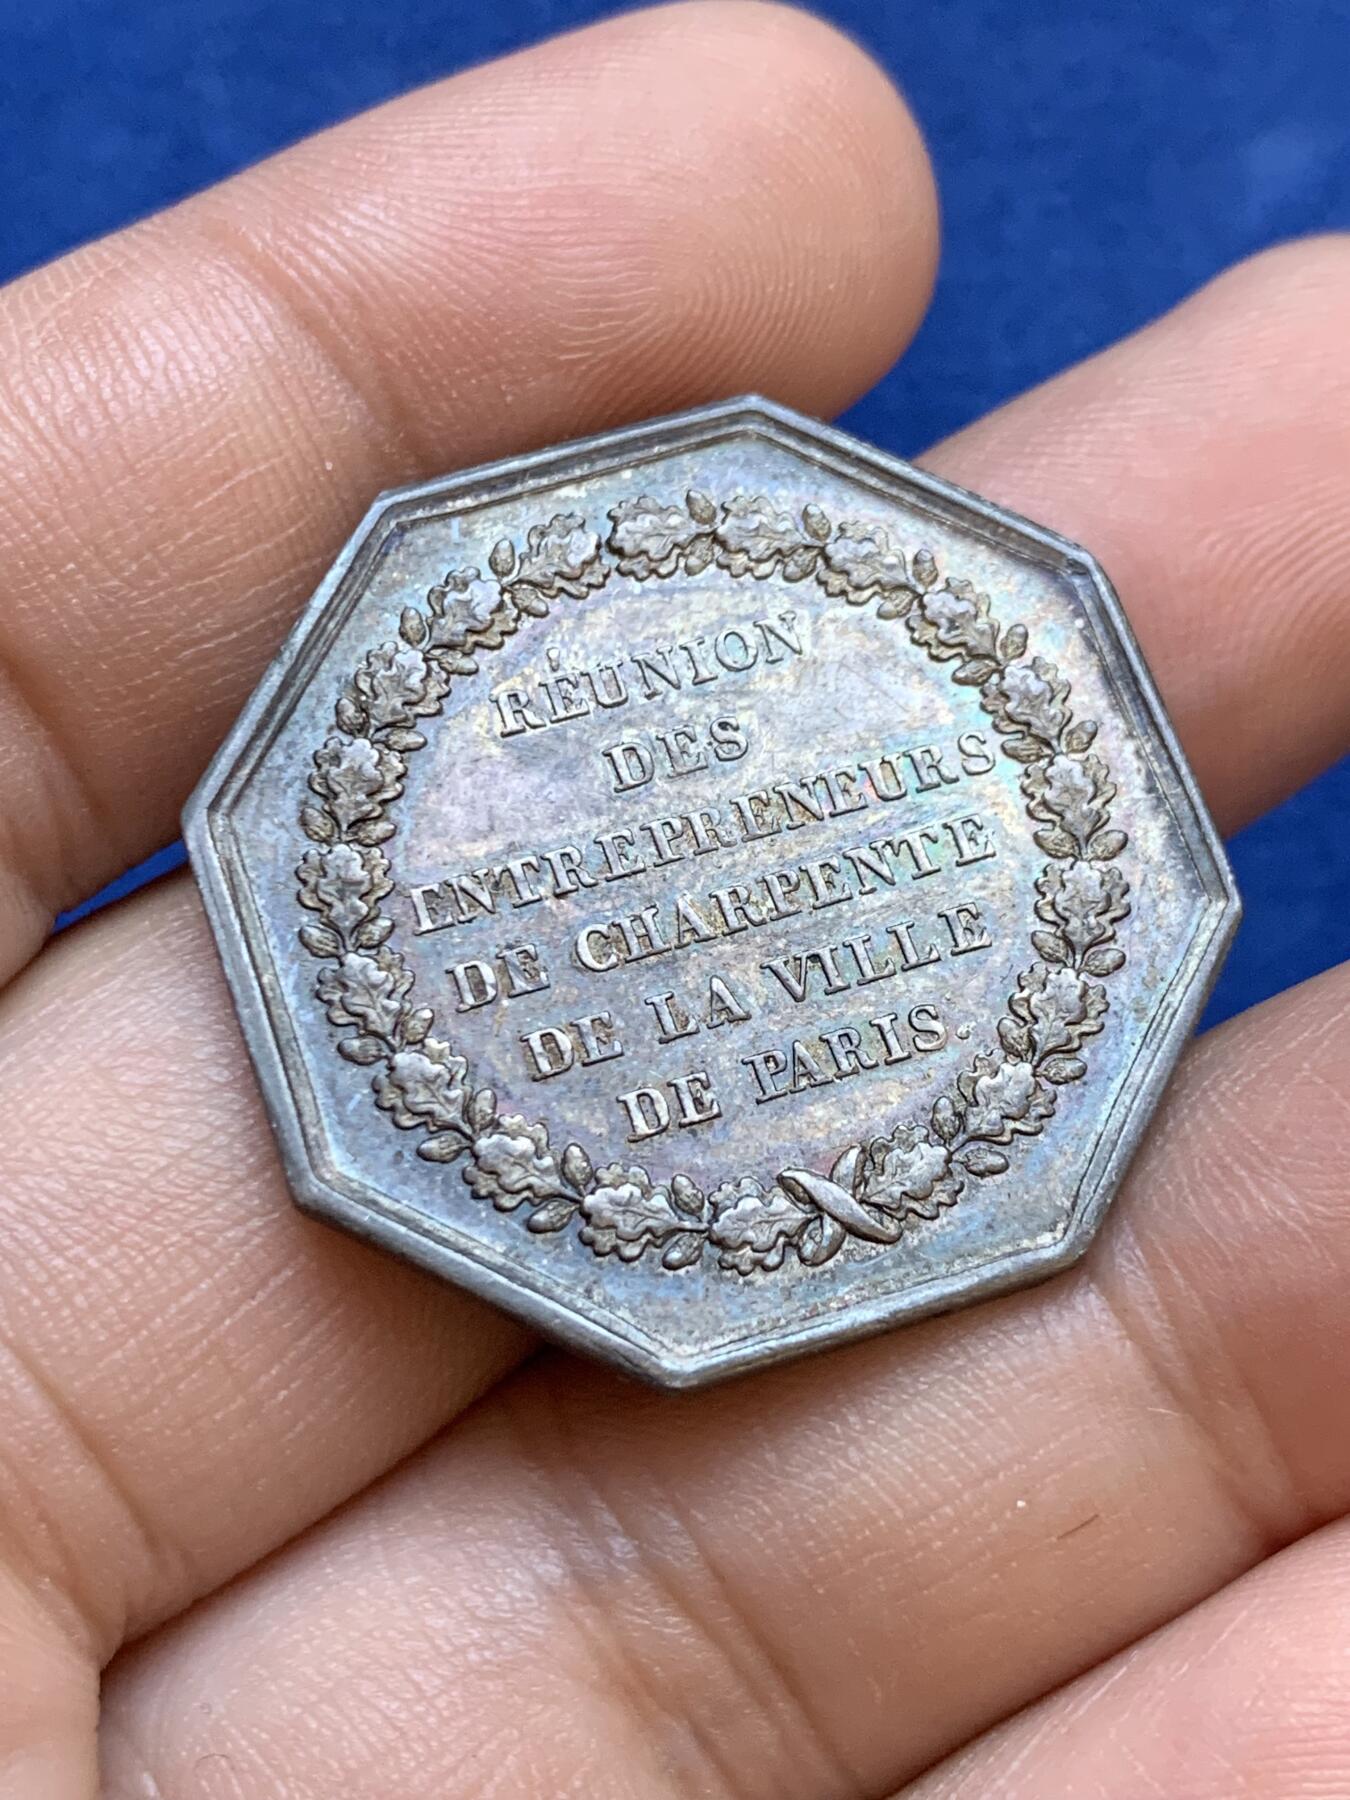 RÉUNION
DES
ENTREPRENEURS
DE CHARPENTE
DE LA VILLE
DE PARIS.